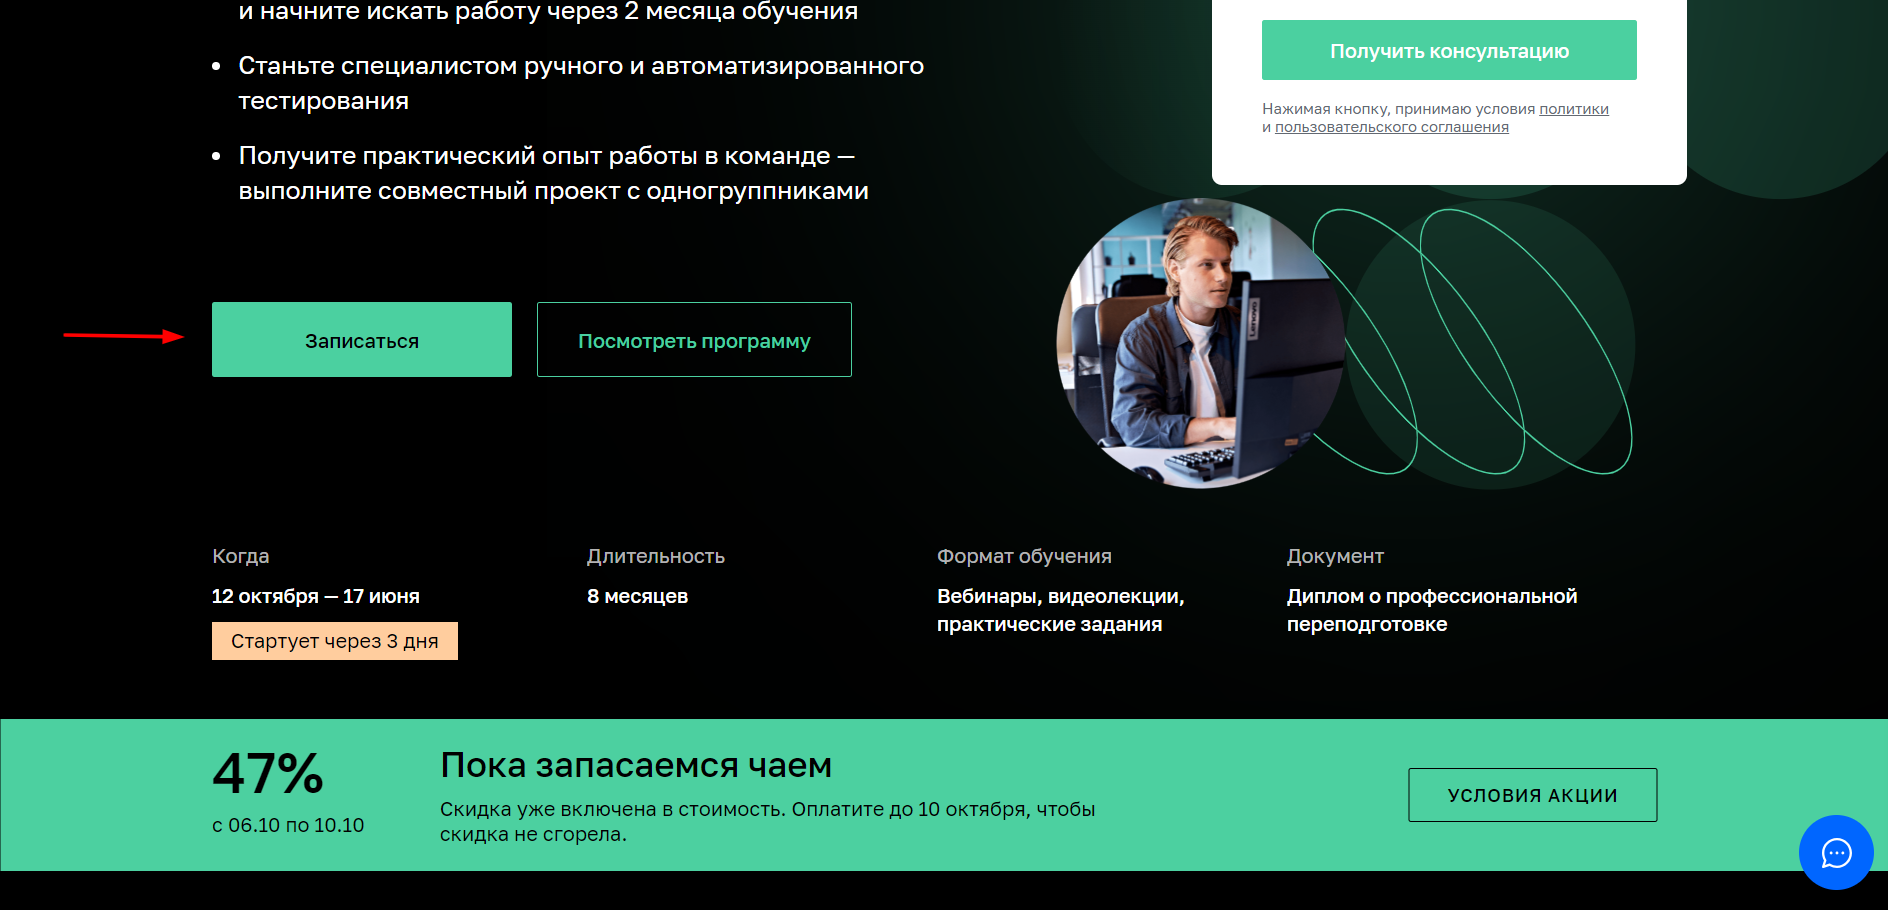 и начните искать работу через 2 месяца обучения
Станьте специалистом ручного и автоматизированного
тестирования
Получите практический опыт работы в команде —
выполните совместный проект с одногруппниками
Записаться
Посмотреть программу
Получить консультацию
Нажимая кнопку, принимаю условия политики
и пользовательского соглашения
Lenovo
Когда
12 октября — 17 июня
Стартует через 3 дня
Длительность
8 месяцев
Формат обучения
Вебинары, видеолекции,
практические задания
Документ
Диплом о профессиональной
переподготовке
47%
с 06.10 по 10.10
Пока запасаемся чаем
Скидка уже включена в стоимость. Оплатите до 10 октября, чтобы
скидка не сгорела.
УСЛОВИЯ АКЦИИ